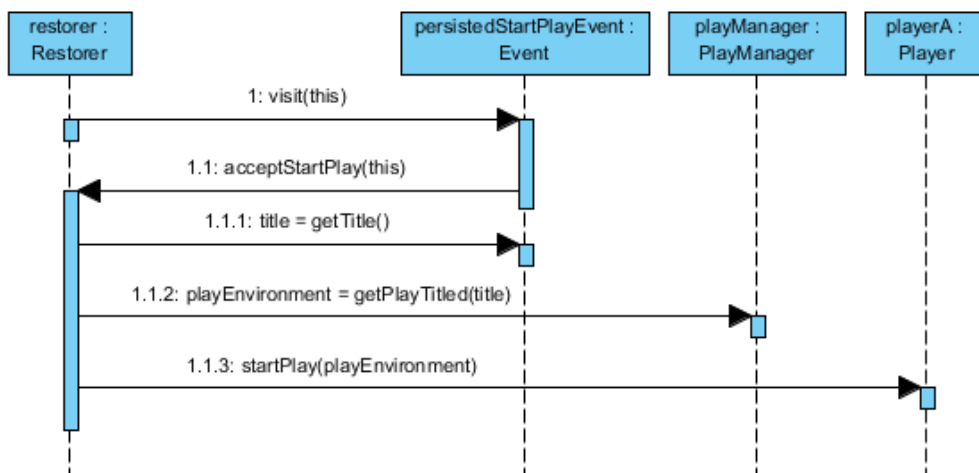 restorer :
Restorer
persistedStartPlayEvent :
Event
playManager :
PlayManager
playerA :
Player
1: visit(this)
1.1: acceptStartPlay(this)
1.1.1: title = getTitle()
1.1.2: playEnvironment = getPlayTitled(title)
1.1.3: startPlay(playEnvironment)